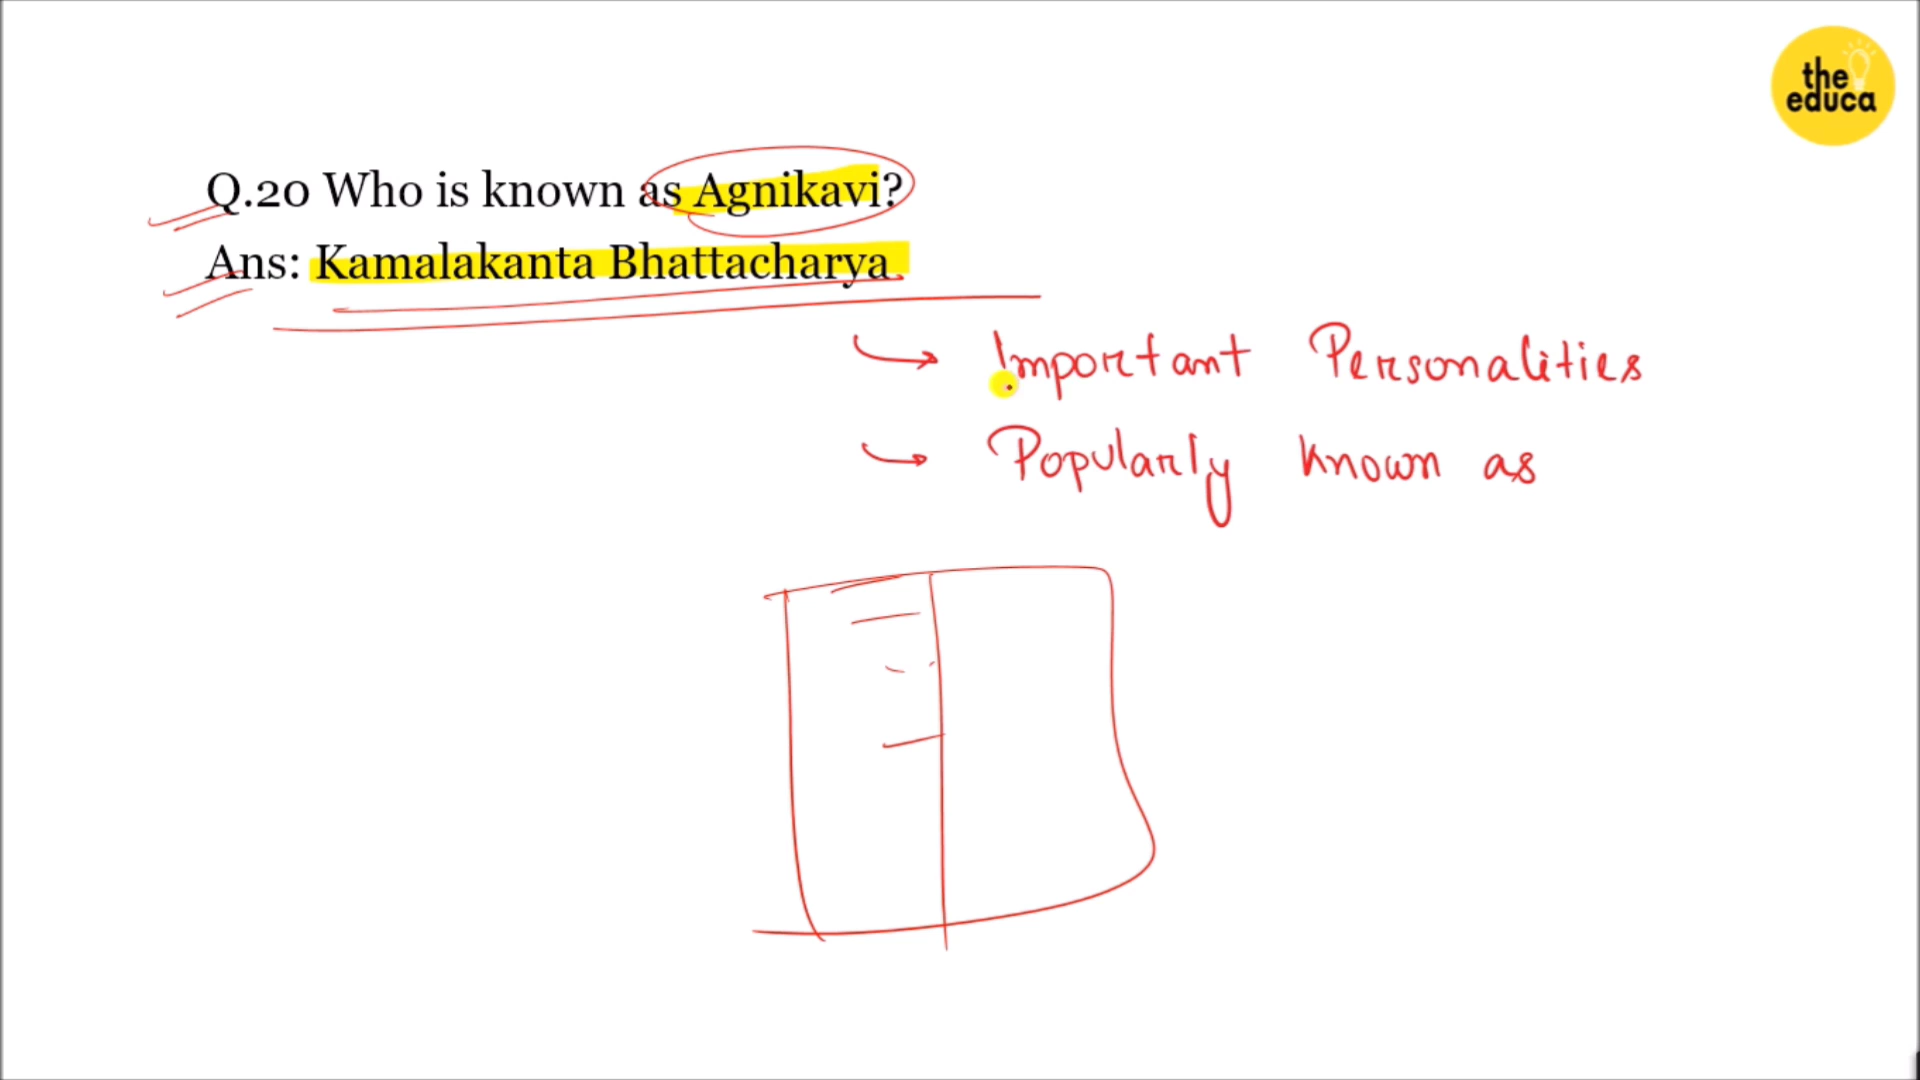 the
educa
Q.20 Who is known as Agnikavi?
Ans: Kamalakanta Bhattacharya
Important Personalities
Popularly known as